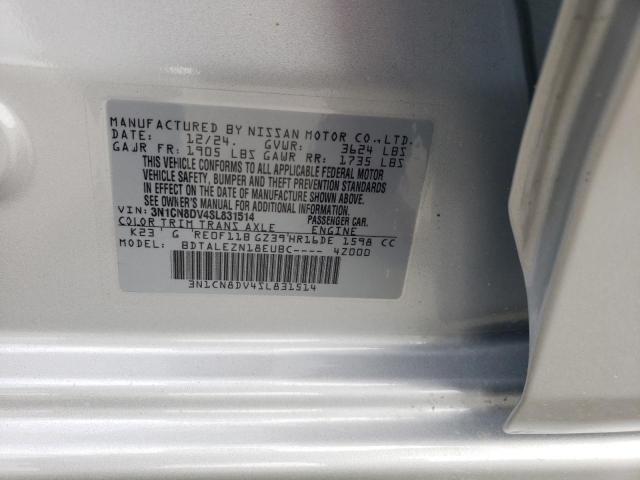 MANUFACTURED BY NISSAN MOTOR CO.,LTD.
DATE: 12/24. GVWR: 3624 LBS
GAWR FR: 1905 LBS GAWR RR: 1735 LBS
THIS VEHICLE CONFORMS TO ALL APPLICABLE FEDERAL MOTOR
VEHICLE SAFETY, BUMPER AND THEFT PREVENTION STANDARDS
IN EFFECT ON THE DATE OF MANUFACTURE SHOWN ABOVE.
SEE OWNER'S MANUAL FOR ADDITIONAL INFORMATION.
VIN: 3N1CN8DV4SL831514 PASSENGER CAR
COLOR TRIM TRANS AXLE ENGINE
K23 G RE0F11B GZ39 HR16DE 1598 CC
MODEL: BDTALEZN18EUBC---- 4Z000
3N1CN8DV4SL831514